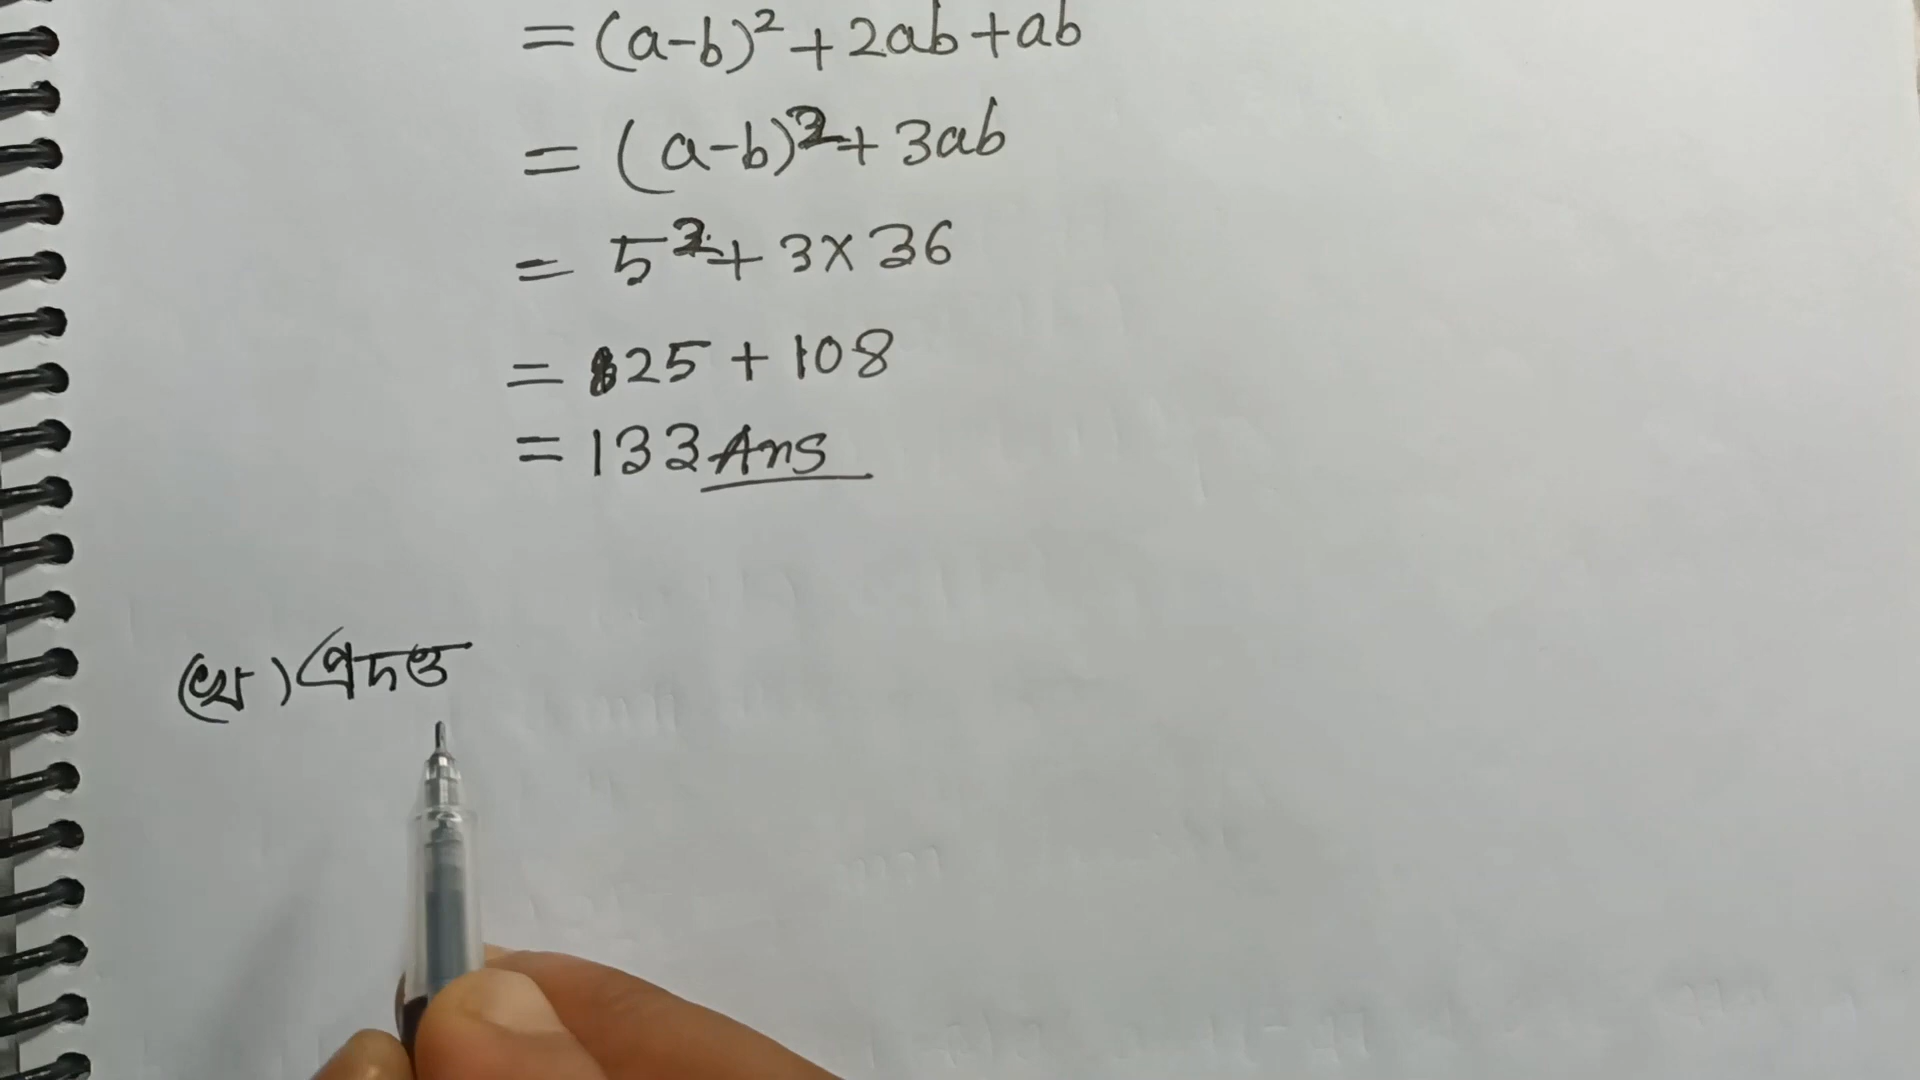 = (a-b)² + 2ab + ab
= (a-b)² + 3ab
= 5² + 3 × 36
= 25 + 108
= 133 Ans
(খ) প্রদত্ত